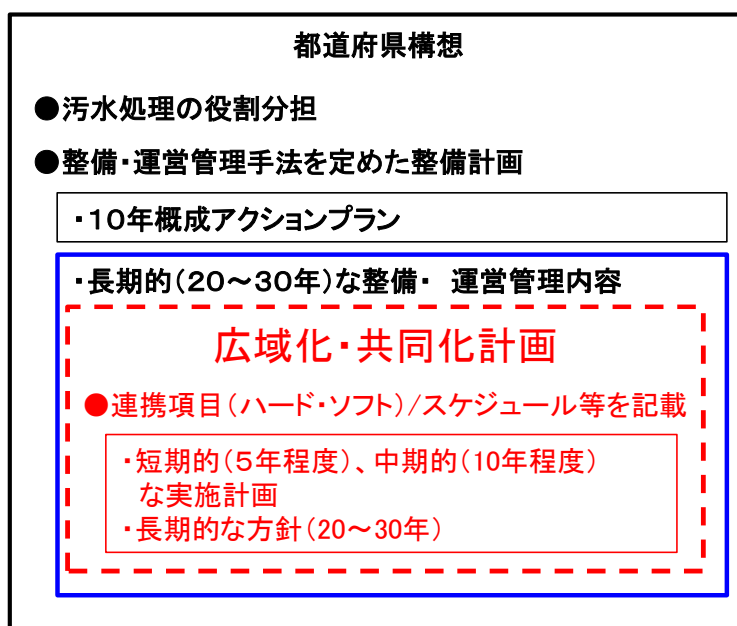 都道府県構想
●汚水処理の役割分担
●整備・運営管理手法を定めた整備計画
・10年概成アクションプラン
・長期的(20~30年)な整備・ 運営管理内容
広域化・共同化計画
●連携項目(ハード・ソフト)/スケジュール等を記載
・短期的(5年程度)、中期的(10年程度)
な実施計画
・長期的な方針(20~30年)